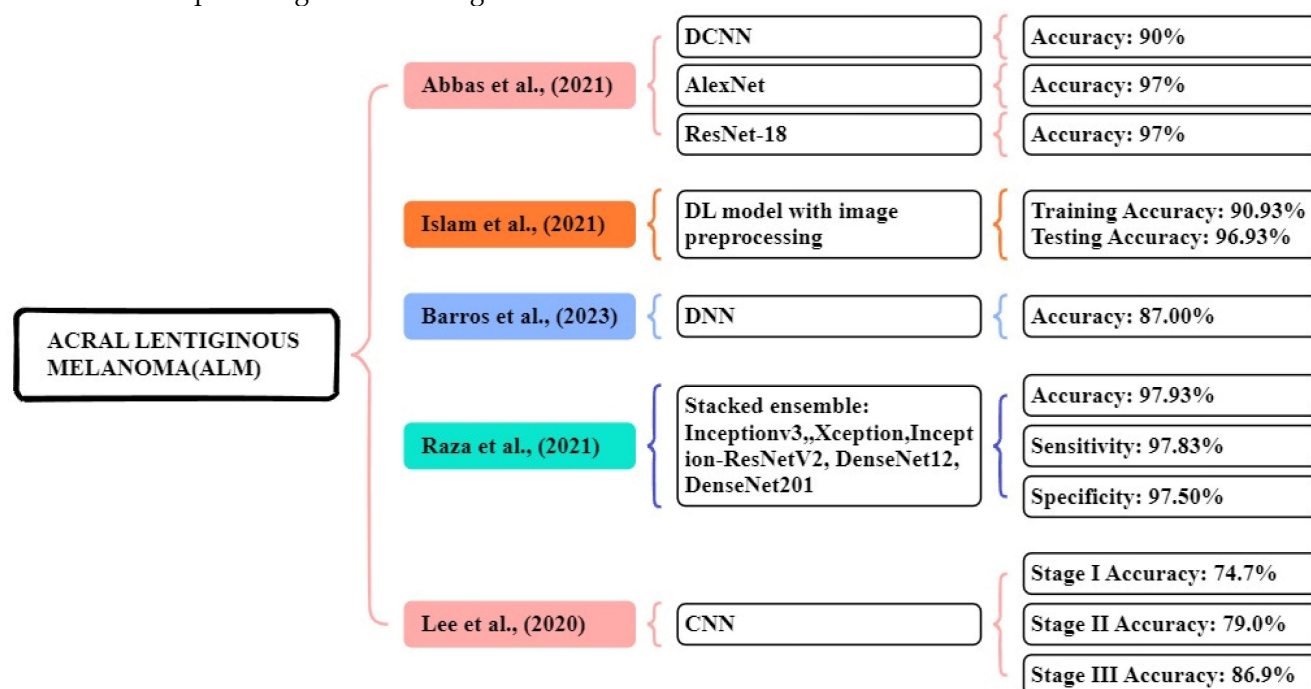 DCNN
Accuracy: 90%
Abbas et al., (2021)
AlexNet
Accuracy: 97%
ResNet-18
Accuracy: 97%
Islam et al., (2021)
DL model with image
preprocessing
Training Accuracy: 90.93%
Testing Accuracy: 96.93%
ACRAL LENTIGINOUS
MELANOMA(ALM)
Barros et al., (2023)
DNN
Accuracy: 87.00%
Raza et al., (2021)
Stacked ensemble:
Inceptionv3,,Xception,Incept
ion-ResNetV2, DenseNet12,
DenseNet201
Accuracy: 97.93%
Sensitivity: 97.83%
Specificity: 97.50%
Lee et al., (2020)
CNN
Stage I Accuracy: 74.7%
Stage II Accuracy: 79.0%
Stage III Accuracy: 86.9%